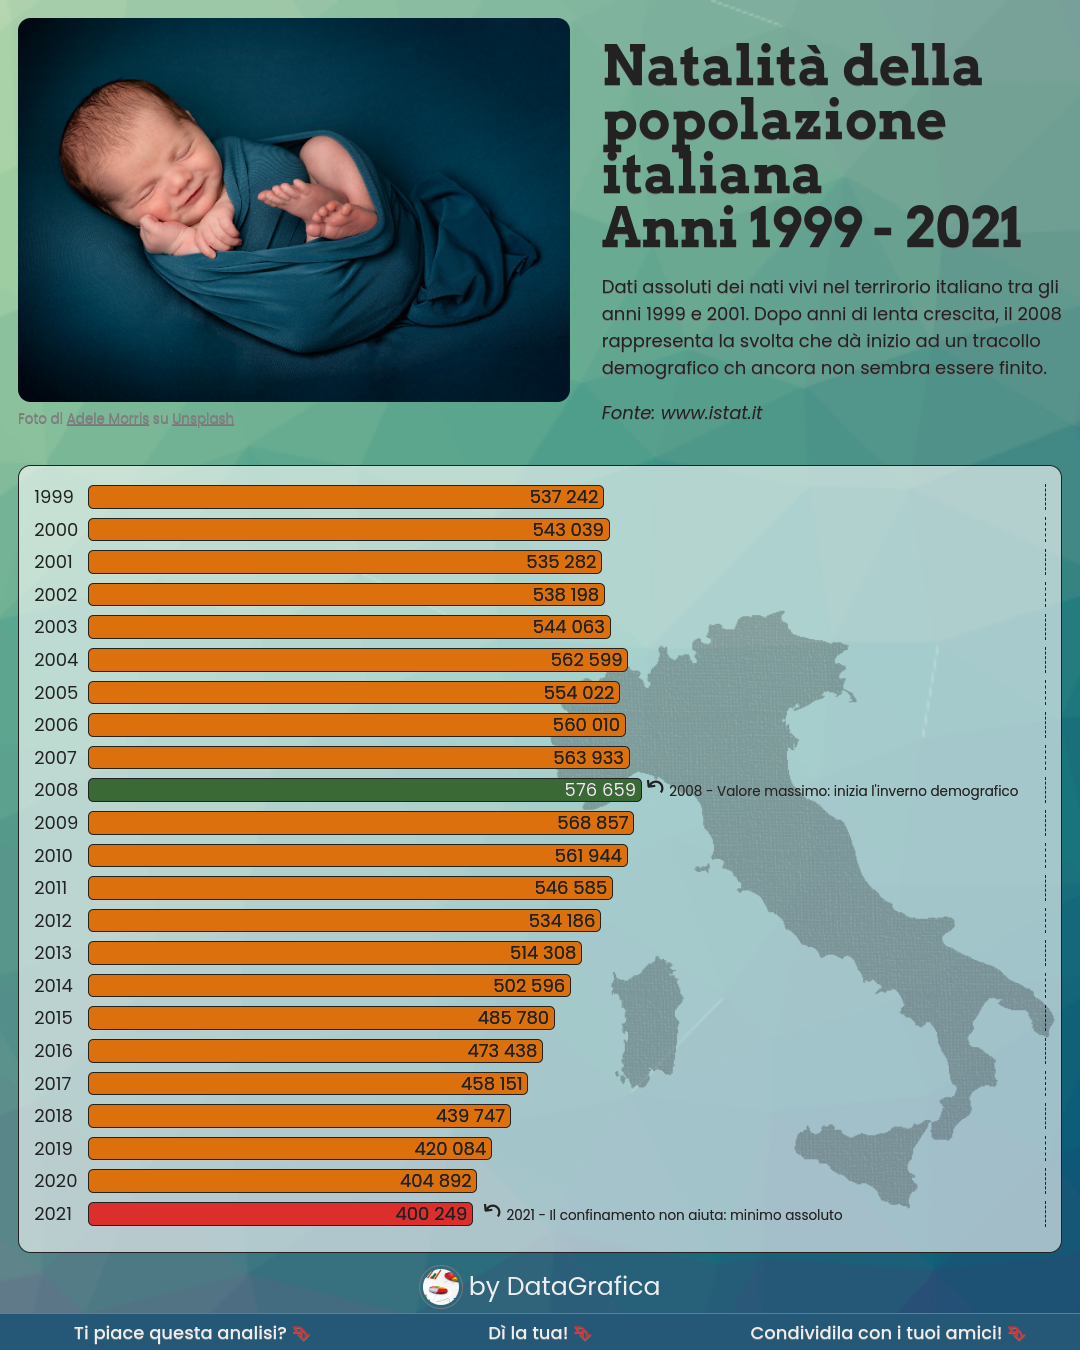 Natalità della
popolazione
italiana
Anni 1999 - 2021
Dati assoluti dei nati vivi nel terrirorio italiano tra gli
anni 1999 e 2001. Dopo anni di lenta crescita, il 2008
rappresenta la svolta che dà inizio ad un tracollo
demografico ch ancora non sembra essere finito.
Fonte: www.istat.it
Foto di Adele Morris su Unsplash
1999 537 242
2000 543 039
2001 535 282
2002 538 198
2003 544 063
2004 562 599
2005 554 022
2006 560 010
2007 563 933
2008 576 659 2008 - Valore massimo: inizia l'inverno demografico
2009 568 857
2010 561 944
2011 546 585
2012 534 186
2013 514 308
2014 502 596
2015 485 780
2016 473 438
2017 458 151
2018 439 747
2019 420 084
2020 404 892
2021 400 249 2021 - Il confinamento non aiuta: minimo assoluto
by DataGrafica
Ti piace questa analisi? Dì la tua! Condividila con i tuoi amici!